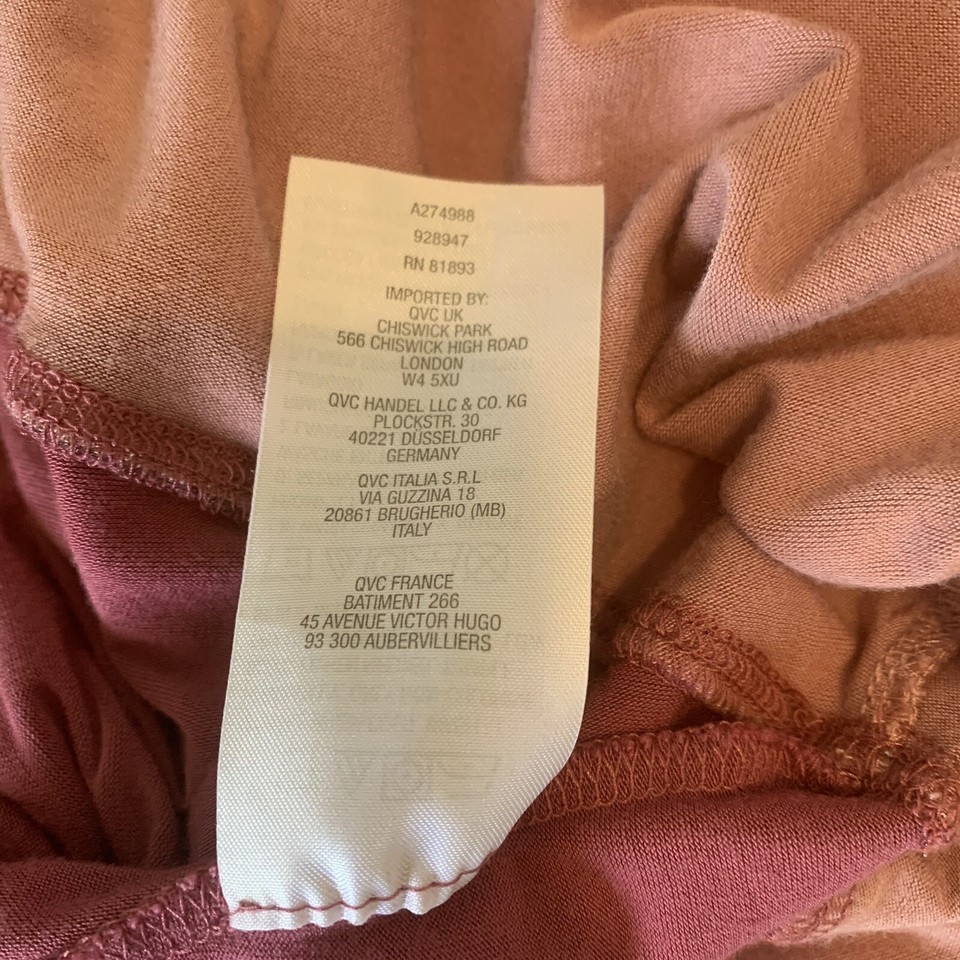 A274988
928947
RN 81893
IMPORTED BY:
QVC UK
CHISWICK PARK
566 CHISWICK HIGH ROAD
LONDON
W4 5XU
QVC HANDEL LLC & CO. KG
PLOCKSTR. 30
40221 DÜSSELDORF
GERMANY
QVC ITALIA S.R.L
VIA GUZZINA 18
20861 BRUGHERIO (MB)
ITALY
QVC FRANCE
BATIMENT 266
45 AVENUE VICTOR HUGO
93 300 AUBERVILLIERS